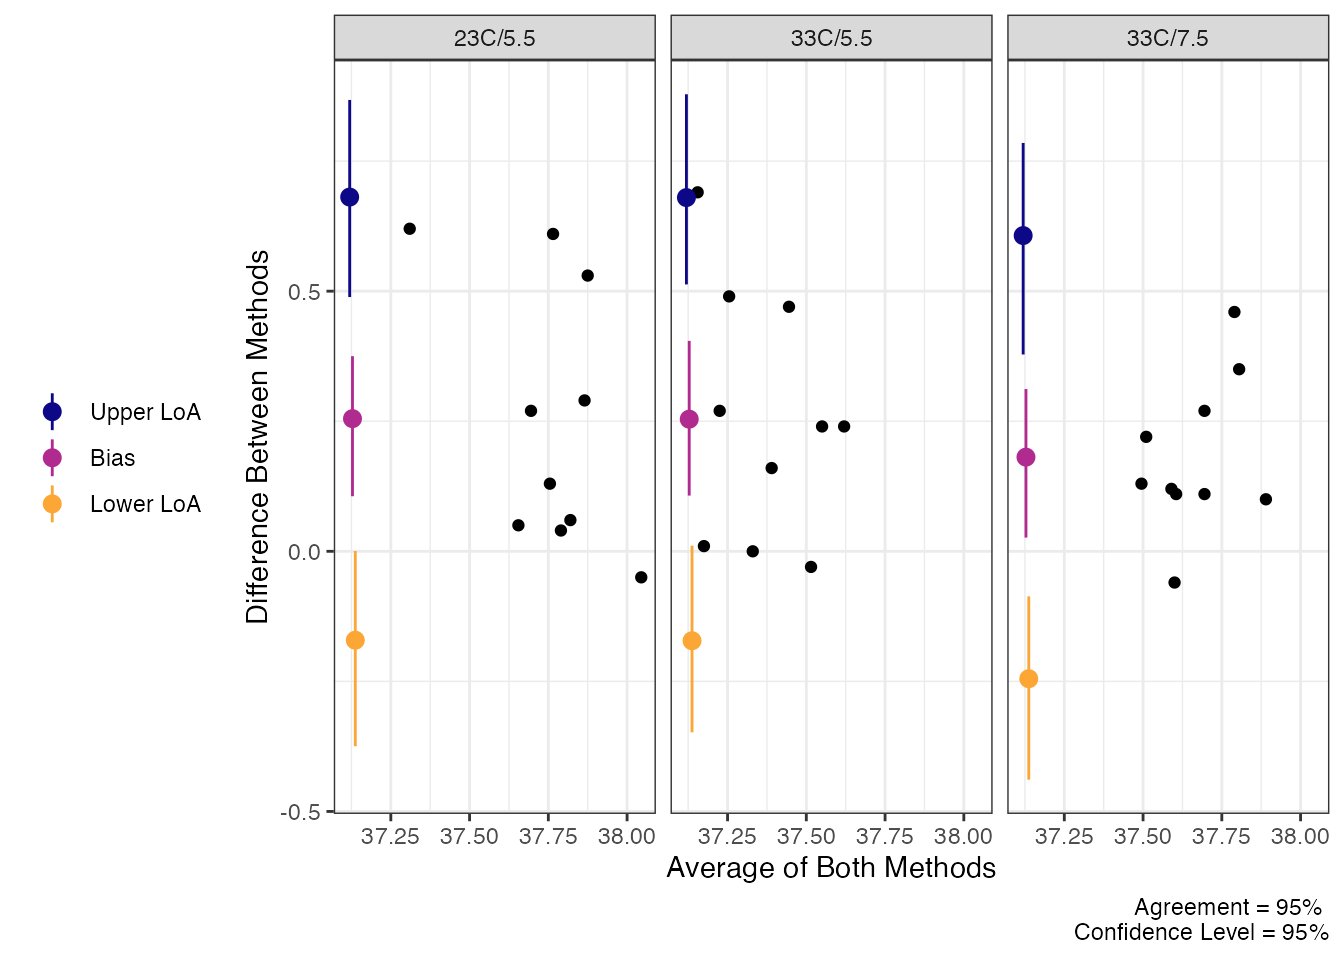 23C/5.5 33C/5.5 33C/7.5
Upper LoA
Bias
Lower LoA
Difference Between Methods
0.5
0.0
-0.5
37.25 37.50 37.75 38.00 37.25 37.50 37.75 38.00 37.25 37.50 37.75 38.00
Average of Both Methods
Agreement = 95%
Confidence Level = 95%